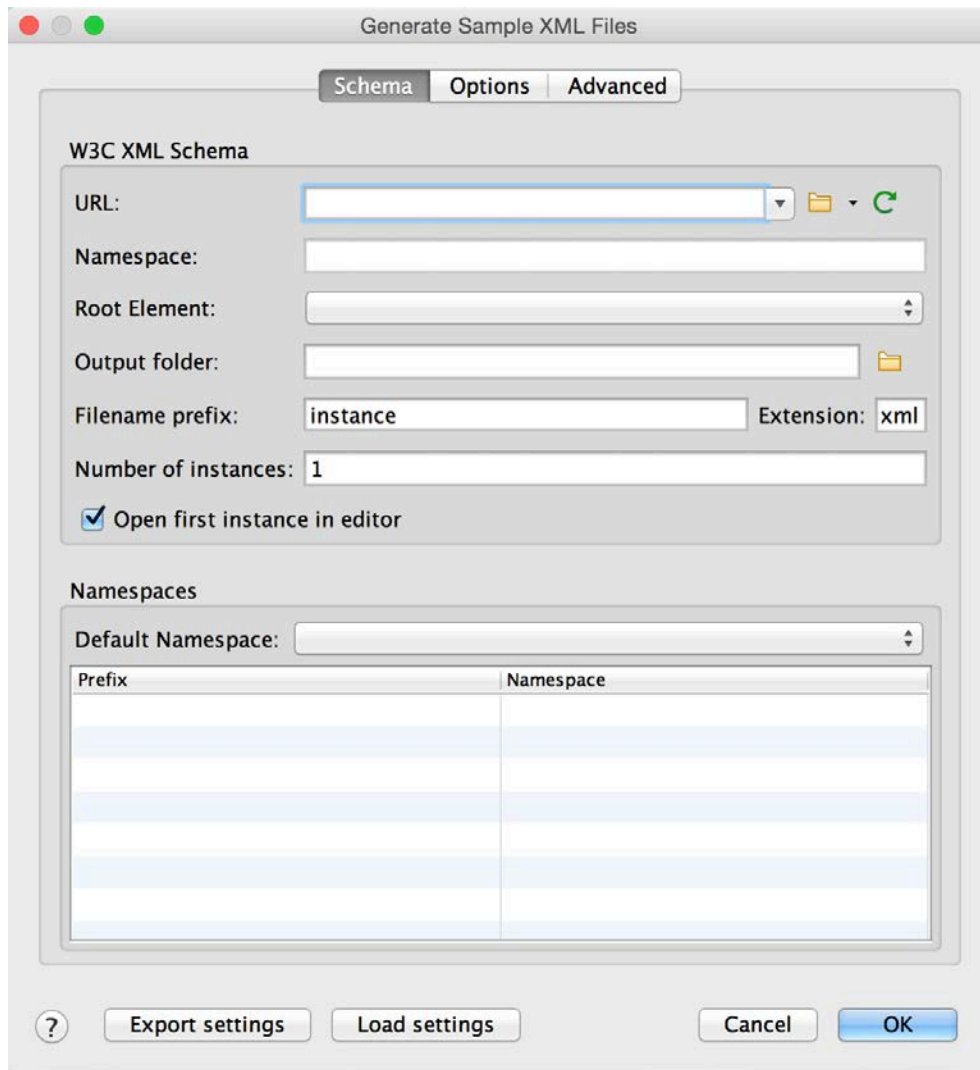 Generate Sample XML Files
Schema Options Advanced
W3C XML Schema
URL:
Namespace:
Root Element:
Output folder:
Filename prefix: instance Extension: xml
Number of instances: 1
Open first instance in editor
Namespaces
Default Namespace:
Prefix Namespace
? Export settings Load settings Cancel OK